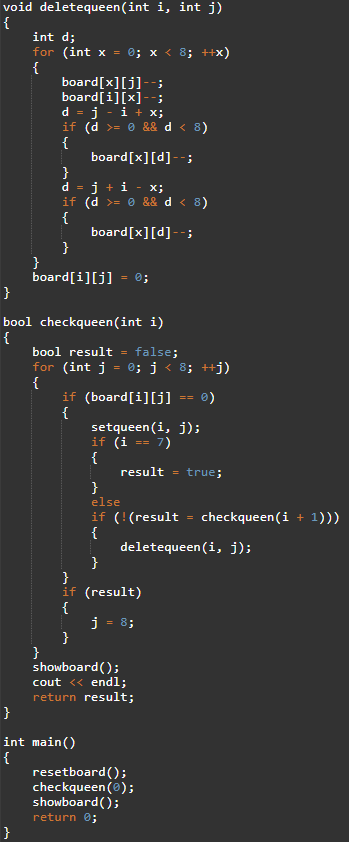 void deletequeen(int i, int j)
{
    int d;
    for (int x = 0; x < 8; ++x)
    {
        board[x][j]--;
        board[i][x]--;
        d = j - i + x;
        if (d >= 0 && d < 8)
        {
            board[x][d]--;
        }
        d = j + i - x;
        if (d >= 0 && d < 8)
        {
            board[x][d]--;
        }
    }
    board[i][j] = 0;
}

bool checkqueen(int i)
{
    bool result = false;
    for (int j = 0; j < 8; ++j)
    {
        if (board[i][j] == 0)
        {
            setqueen(i, j);
            if (i == 7)
            {
                result = true;
            }
            else
            if (!(result = checkqueen(i + 1)))
            {
                deletequeen(i, j);
            }
        }
        if (result)
        {
            j = 8;
        }
    }
    showboard();
    cout << endl;
    return result;
}

int main()
{
    resetboard();
    checkqueen(0);
    showboard();
    return 0;
}